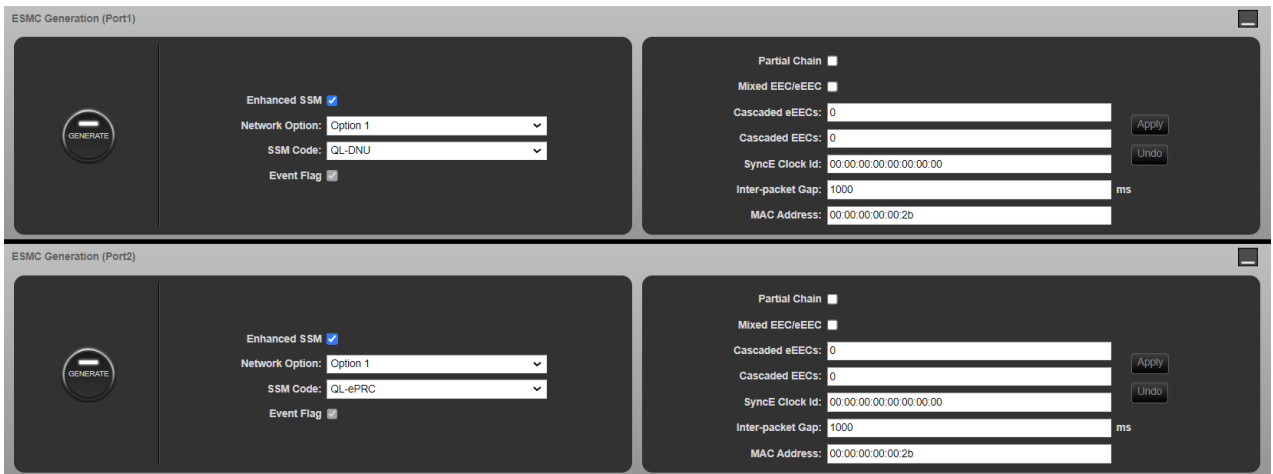 ESMC Generation (Port1)
GENERATE
Enhanced SSM
Network Option: Option 1
SSM Code: QL-DNU
Event Flag
Partial Chain
Mixed EEC/eEEC
Cascaded eEECs: 0
Cascaded EECs: 0
SyncE Clock Id: 00:00:00:00:00:00:00:00
Inter-packet Gap: 1000 ms
MAC Address: 00:00:00:00:00:2b
Apply
Undo
ESMC Generation (Port2)
GENERATE
Enhanced SSM
Network Option: Option 1
SSM Code: QL-ePRC
Event Flag
Partial Chain
Mixed EEC/eEEC
Cascaded eEECs: 0
Cascaded EECs: 0
SyncE Clock Id: 00:00:00:00:00:00:00:00
Inter-packet Gap: 1000 ms
MAC Address: 00:00:00:00:00:2b
Apply
Undo